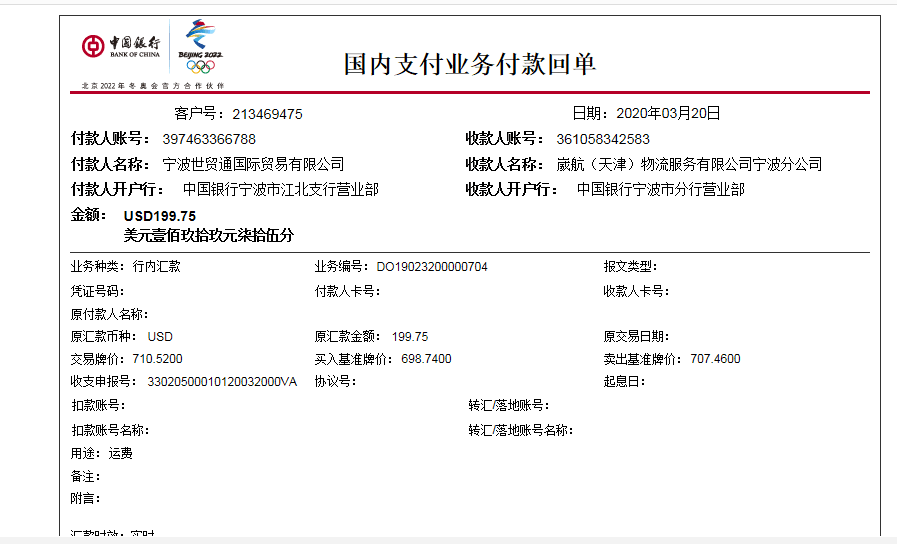 中国银行
BANK OF CHINA
BEIJING 2022
北京2022年冬奥会官方合作伙伴
国内支付业务付款回单
客户号：213469475 日期：2020年03月20日
付款人账号：397463366788 收款人账号：361058342583
付款人名称：宁波世贸通国际贸易有限公司 收款人名称：崴航（天津）物流服务有限公司宁波分公司
付款人开户行：中国银行宁波市江北支行营业部 收款人开户行：中国银行宁波市分行营业部
金额：USD199.75
美元壹佰玖拾玖元柒拾伍分
业务种类：行内汇款 业务编号：DO19023200000704 报文类型：
凭证号码： 付款人卡号： 收款人卡号：
原付款人名称：
原汇款币种：USD 原汇款金额：199.75 原交易日期：
交易牌价：710.5200 买入基准牌价：698.7400 卖出基准牌价：707.4600
收支申报号：33020500010120032000VA 协议号： 起息日：
扣款账号： 转汇/落地账号：
扣款账号名称： 转汇/落地账号名称：
用途：运费
备注：
附言：
汇款时效：实时